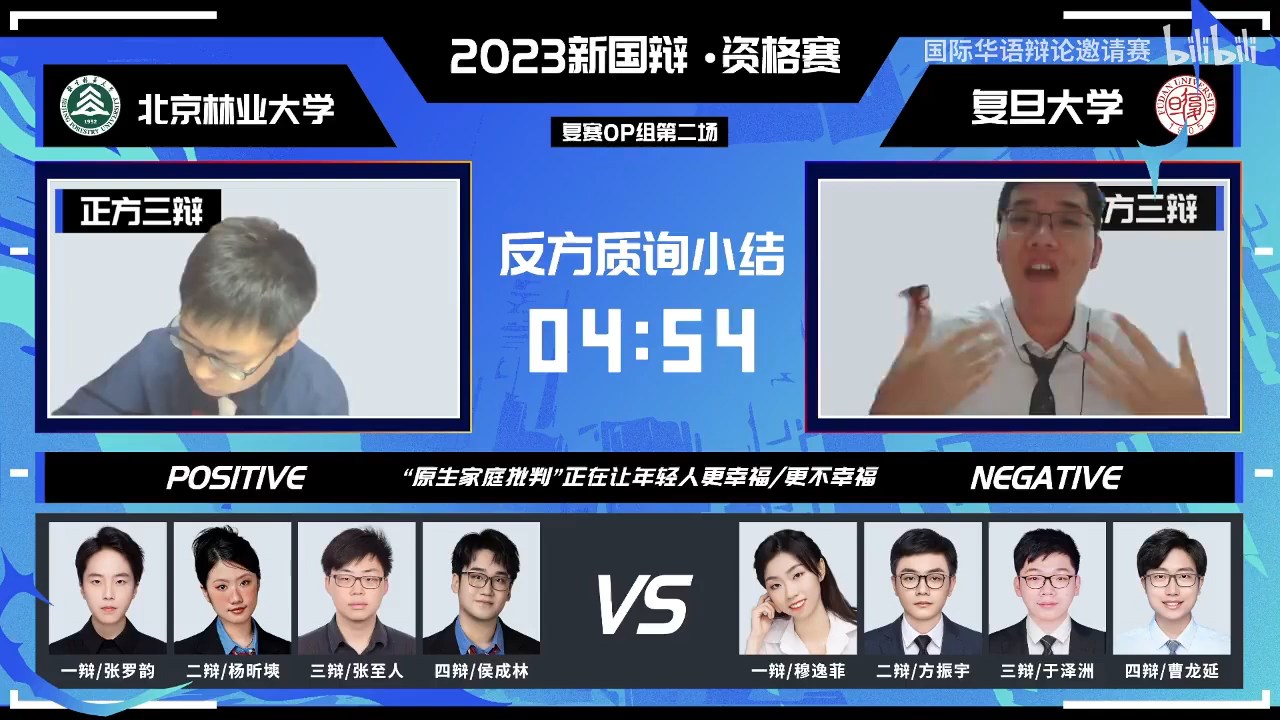 2023新国辩·资格赛
国际华语辩论邀请赛
bilibili
北京林业大学
1952
复旦大学
FUDAN UNIVERSITY
1905
复赛OP组第二场
正方三辩
方三辩
反方质询小结
04:54
POSITIVE
“原生家庭批判”正在让年轻人更幸福/更不幸福
NEGATIVE
VS
一辩/张罗韵
二辩/杨昕㙷
三辩/张至人
四辩/侯成林
一辩/穆逸菲
二辩/方振宇
三辩/于泽洲
四辩/曹龙延